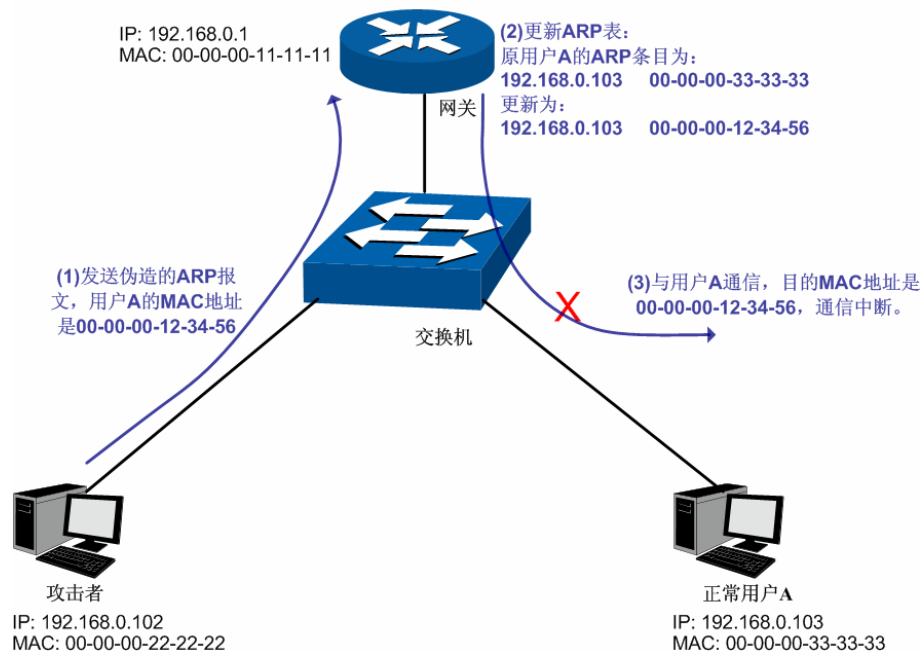 IP: 192.168.0.1
MAC: 00-00-00-11-11-11
(2)更新ARP表：
原用户A的ARP条目为：
192.168.0.103 00-00-00-33-33-33
更新为：
192.168.0.103 00-00-00-12-34-56
网关
(1)发送伪造的ARP报
文，用户A的MAC地址
是00-00-00-12-34-56
(3)与用户A通信，目的MAC地址是
00-00-00-12-34-56，通信中断。
X
交换机
攻击者
IP: 192.168.0.102
MAC: 00-00-00-22-22-22
正常用户A
IP: 192.168.0.103
MAC: 00-00-00-33-33-33